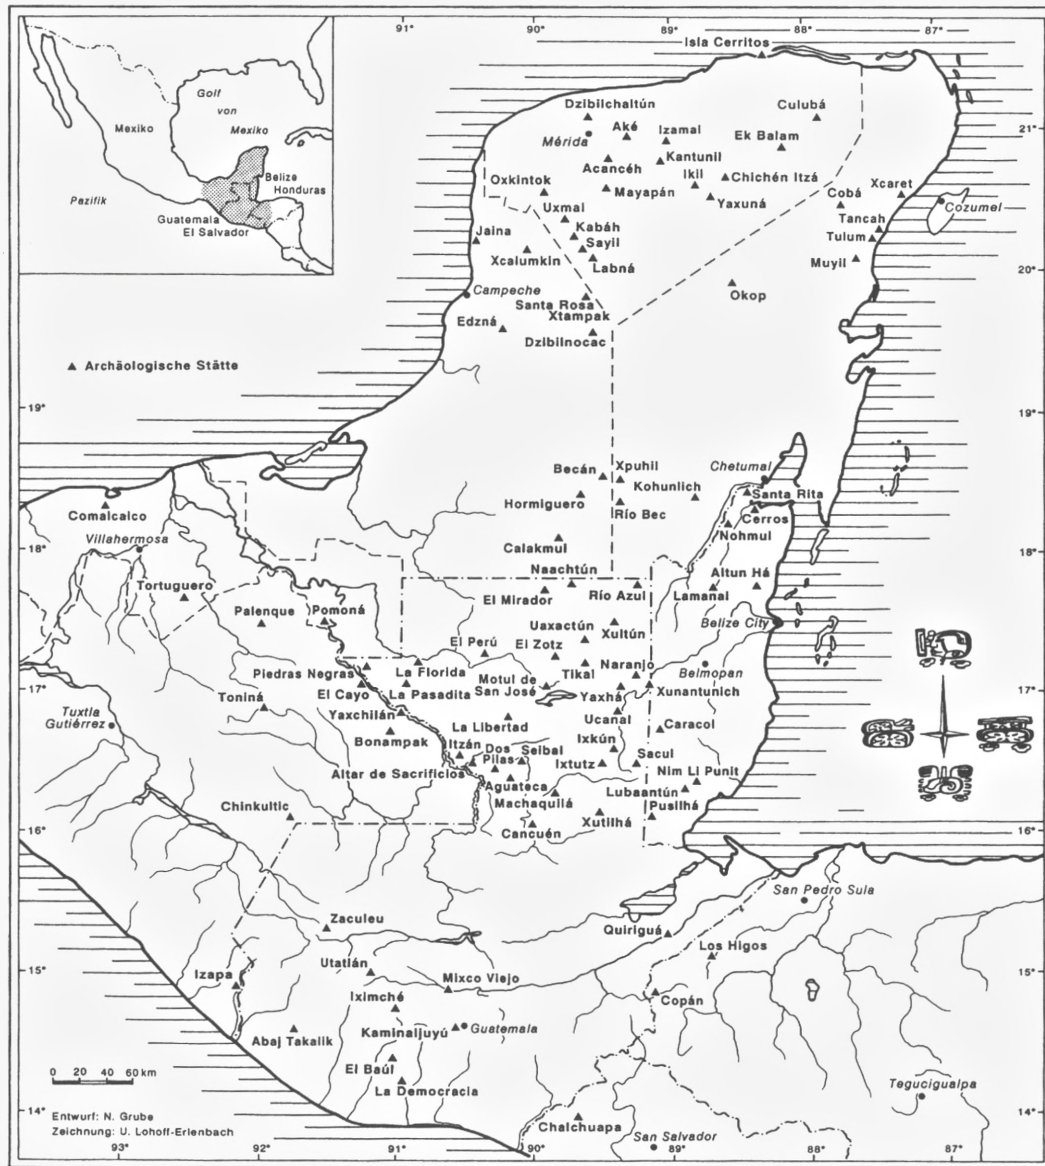 91°
90°
89°
88°
87°
Isla Cerritos
Golf
von
Mexiko
Mexiko
Belize
Honduras
Pazifik
Guatemala
El Salvador
Dzibilchaltún
Culubá
Aké
Izamal
21°
Mérida
Ek Balam
Acancéh
Kantunil
Ikil
Chichén Itzá
Oxkintok
Mayapán
Yaxuná
Cobá
Xcaret
Uxmal
Cozumel
Kabáh
Tancah
Jaina
Sayil
Tulum
Xcalumkin
Labná
Muyil
20°
Campeche
Okop
Santa Rosa
Xtampak
Edzná
Dzibilnocac
Archäologische Stätte
19°
19°
Becán
Xpuhil
Chetumal
Kohunlich
Santa Rita
Hormiguero
Río Bec
Cerros
Comalcalco
Nohmul
Villahermosa
Calakmul
18°
18°
Naachtún
Altun Há
Tortuguero
El Mirador
Río Azul
Lamanai
Palenque
Pomoná
Uaxactún
Xultún
Belize City
El Perú
El Zotz
Piedras Negras
La Florida
Tikal
Naranjo
Belmopan
17°
El Cayo
La Pasadita
Motul de
San José
Yaxhá
Xunantunich
17°
Toniná
Tuxtla
Gutiérrez
Yaxchilán
La Libertad
Ucanal
Caracol
Bonampak
Itzán
Dos
Pilas
Seibal
Ixkún
Altar de Sacrificios
Ixtutz
Sacul
Nim Li Punit
Aguateca
Lubaantún
Chinkultic
Machaquilá
Pusilhá
16°
Cancuén
Xutilhá
16°
San Pedro Sula
Zaculeu
Quiriguá
Los Higos
15°
Izapa
Utatlán
Mixco Viejo
15°
Iximché
Copán
Kaminaljuyú
Guatemala
Abaj Takalik
0 20 40 60 km
El Baúl
La Democracia
Tegucigalpa
14°
Entwurf: N. Grube
Zeichnung: U. Lohoff-Erlenbach
Chalchuapa
San Salvador
14°
93°
92°
91°
90°
89°
88°
87°